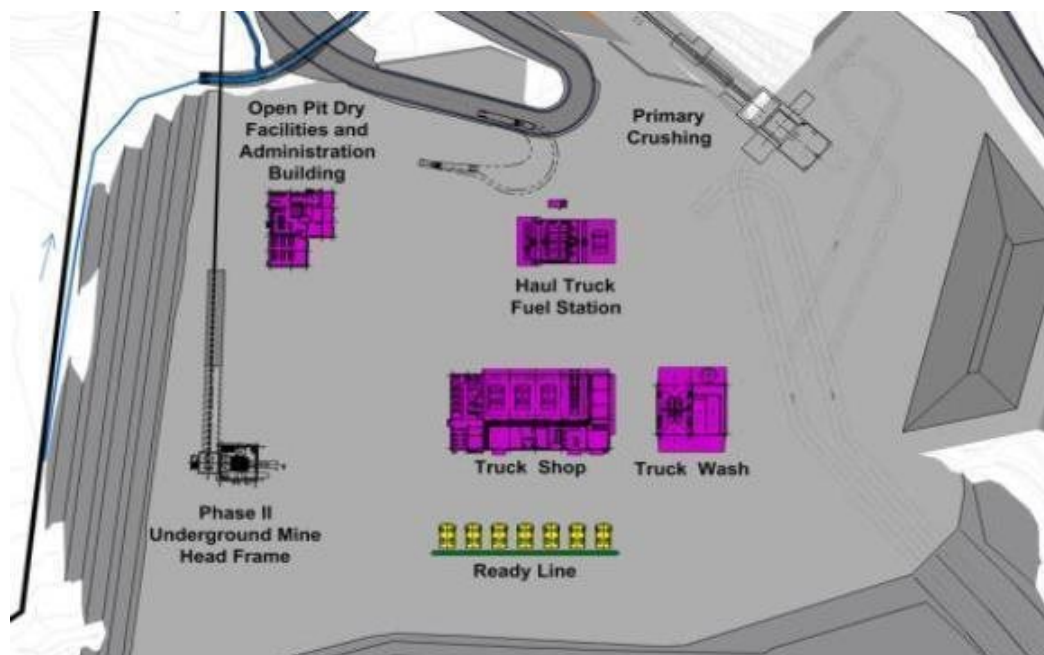 Open Pit Dry
Facilities and
Administration
Building
Primary
Crushing
Haul Truck
Fuel Station
Truck Shop
Truck Wash
Phase II
Underground Mine
Head Frame
Ready Line